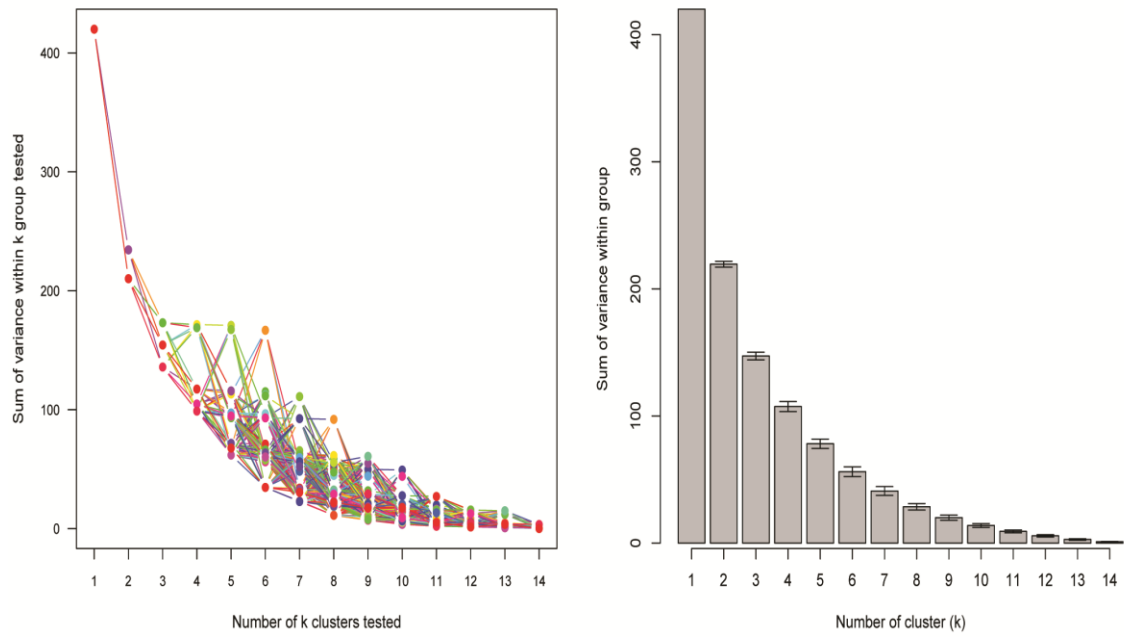 Sum of variance within k group tested
400
300
200
100
0
1 2 3 4 5 6 7 8 9 10 11 12 13 14
Number of k clusters tested
Sum of variance within group
400
300
200
100
0
1 2 3 4 5 6 7 8 9 10 11 12 13 14
Number of cluster (k)